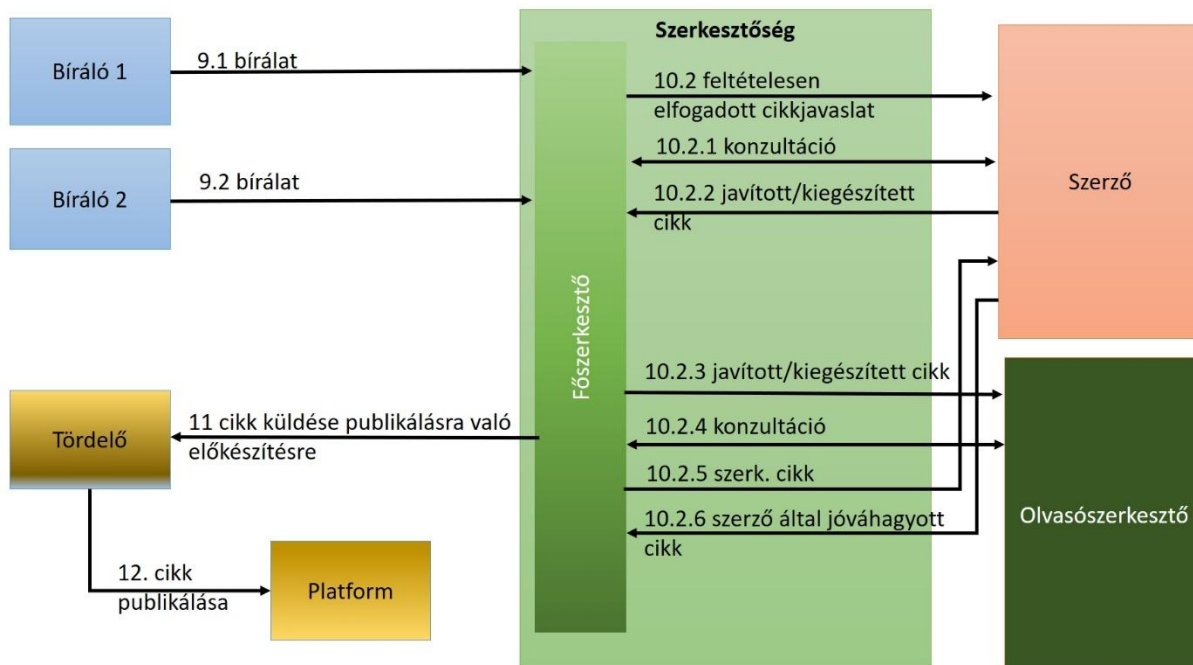 Szerkesztőség
Bíráló 1
9.1 bírálat
10.2 feltételesen
elfogadott cikkjavaslat
10.2.1 konzultáció
Bíráló 2
9.2 bírálat
10.2.2 javított/kiegészített
cikk
Szerző
Főszerkesztő
10.2.3 javított/kiegészített cikk
Tördelő
11 cikk küldése publikálásra való
előkészítésre
10.2.4 konzultáció
10.2.5 szerk. cikk
10.2.6 szerző által jóváhagyott
cikk
Olvasószerkesztő
12. cikk
publikálása
Platform